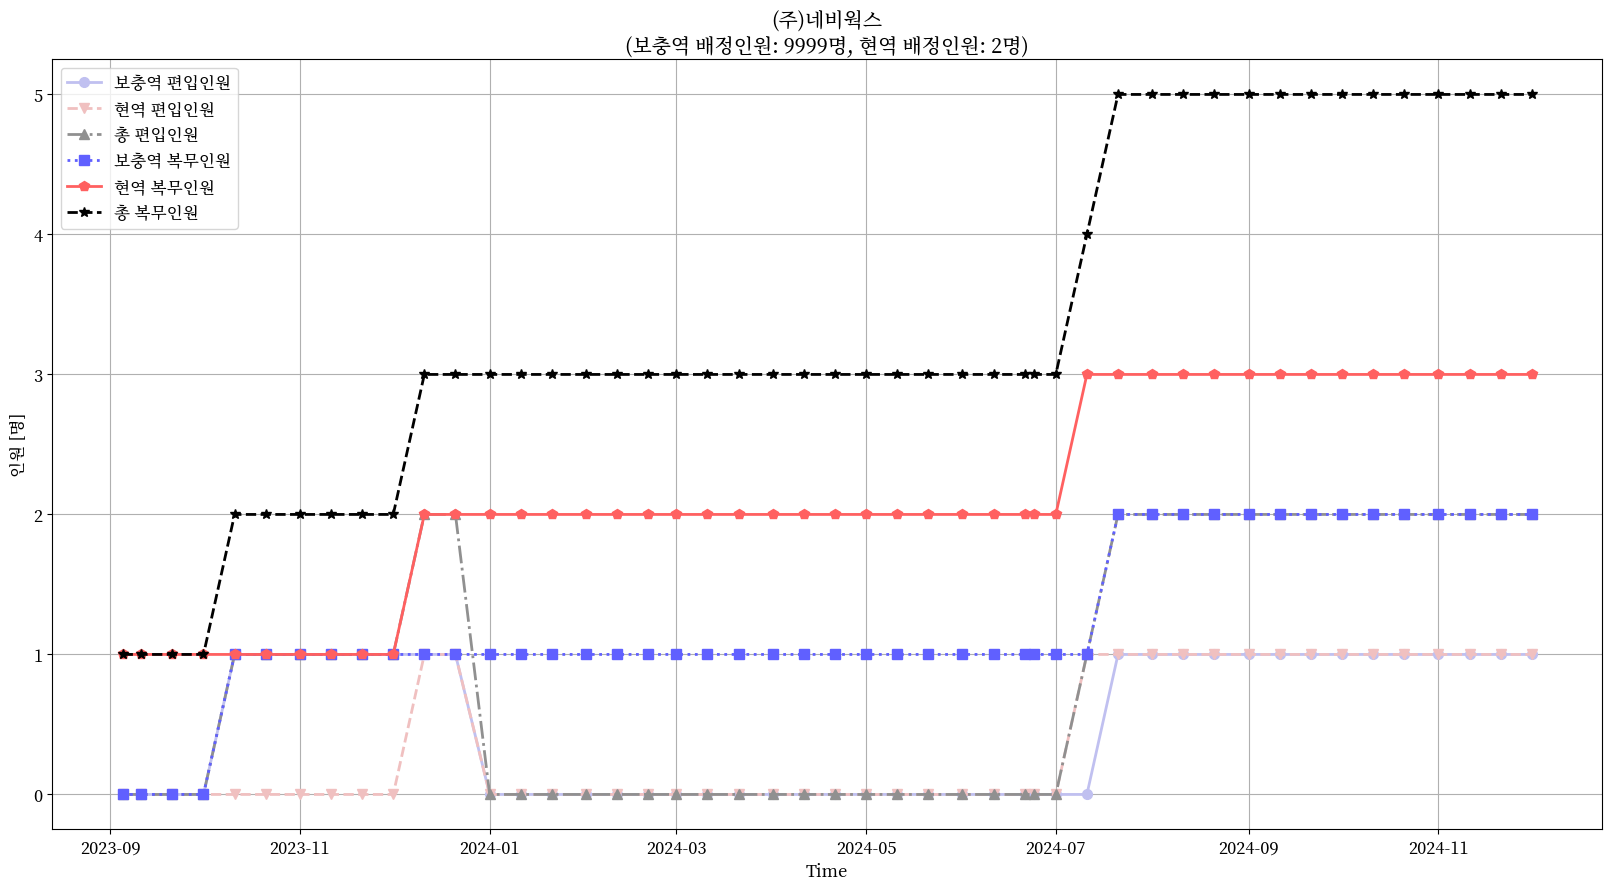 (주)네비웍스
(보충역 배정인원: 9999명, 현역 배정인원: 2명)
보충역 편입인원
현역 편입인원
총 편입인원
보충역 복무인원
현역 복무인원
총 복무인원
인원 [명]
5
4
3
2
1
0
2023-09
2023-11
2024-01
2024-03
2024-05
2024-07
2024-09
2024-11
Time